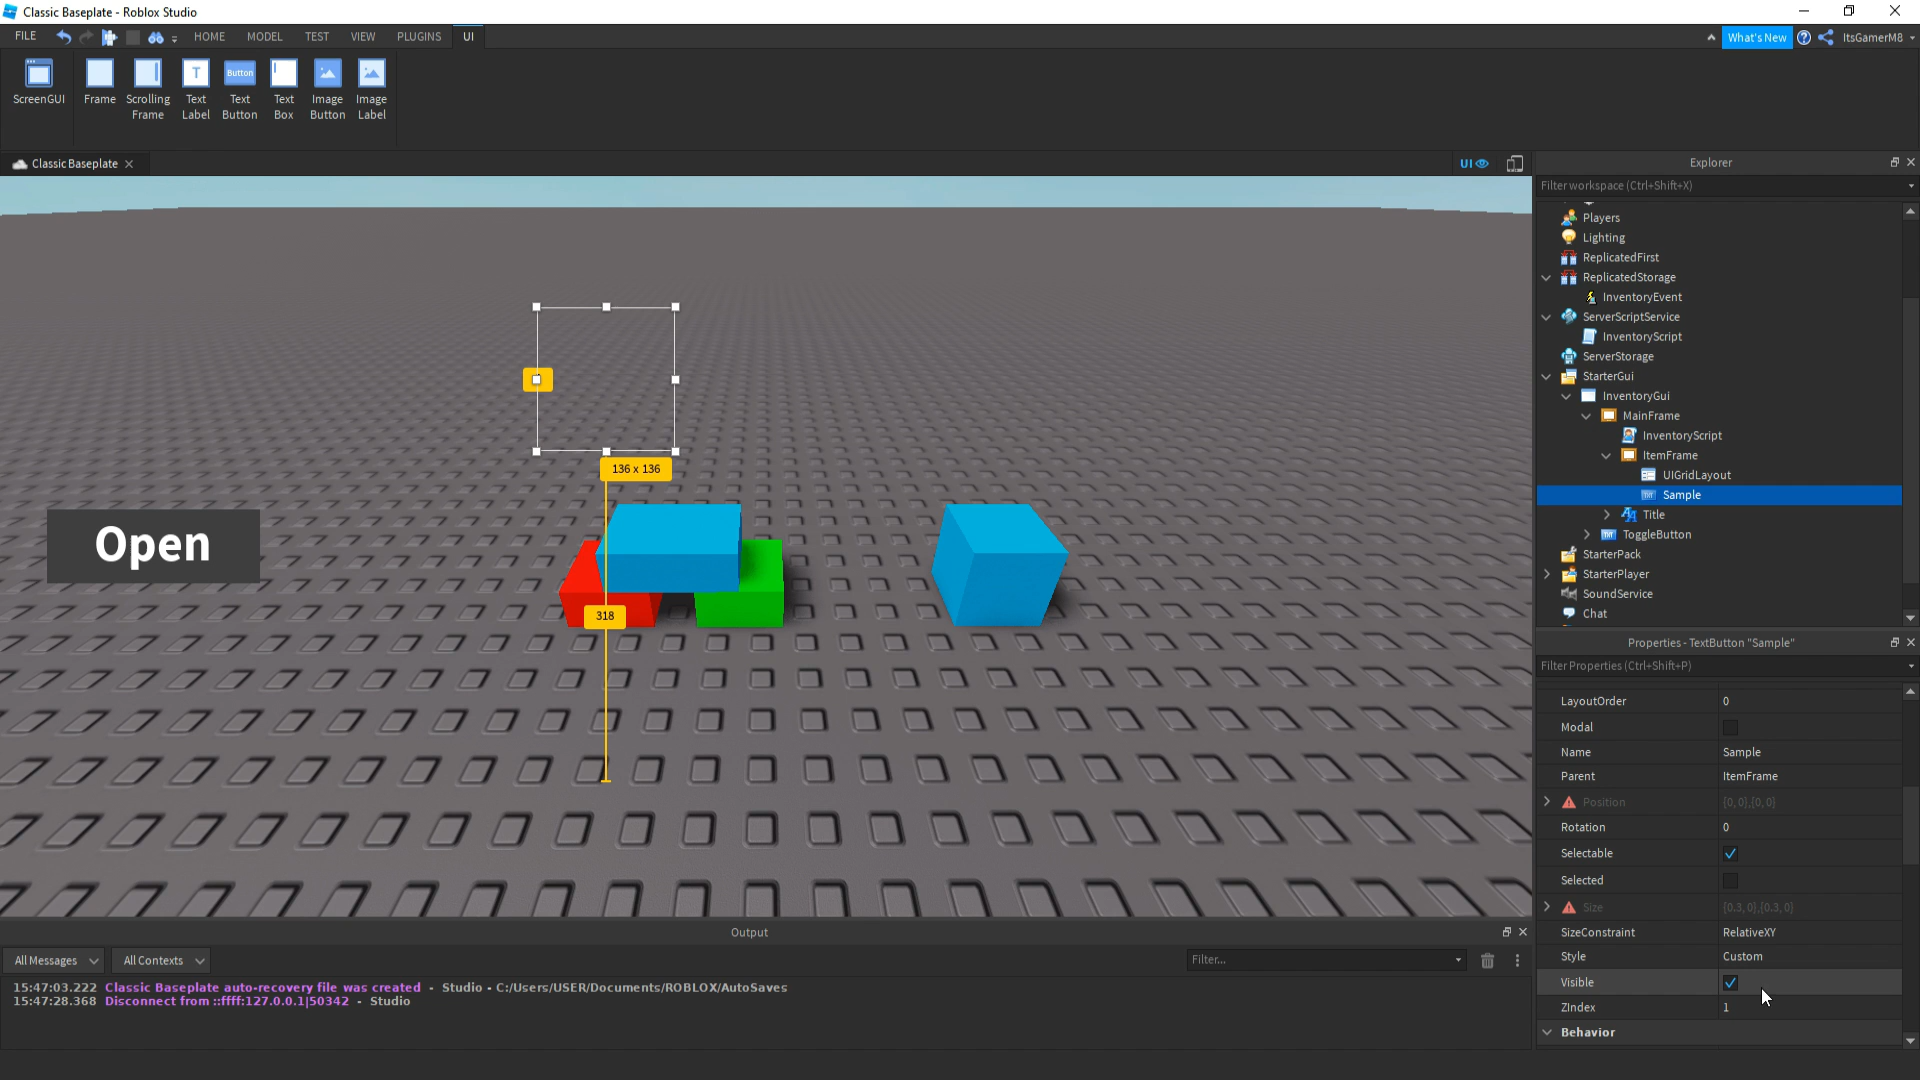 Classic Baseplate - Roblox Studio
FILE HOME MODEL TEST VIEW PLUGINS UI What's New ItsGamerM8
ScreenGUI Frame Scrolling Frame Text Label Text Button Button Text Box Image Button Image Label
Classic Baseplate UI
Explorer
Filter workspace (Ctrl+Shift+X)
Players
Lighting
ReplicatedFirst
ReplicatedStorage
InventoryEvent
ServerScriptService
InventoryScript
ServerStorage
StarterGui
InventoryGui
MainFrame
InventoryScript
ItemFrame
UIGridLayout
Sample
Title
ToggleButton
StarterPack
StarterPlayer
SoundService
Chat
136 x 136
Open
318
Properties - TextButton "Sample"
Filter Properties (Ctrl+Shift+P)
LayoutOrder 0
Modal
Name Sample
Parent ItemFrame
Position {0, 0},{0, 0}
Rotation 0
Selectable
Selected
Size {0.3, 0},{0.3, 0}
SizeConstraint RelativeXY
Style Custom
Visible
ZIndex 1
Behavior
Output
All Messages All Contexts Filter...
15:47:03.222 Classic Baseplate auto-recovery file was created - Studio - C:/Users/USER/Documents/ROBLOX/AutoSaves
15:47:28.368 Disconnect from ::ffff:127.0.0.1|50342 - Studio